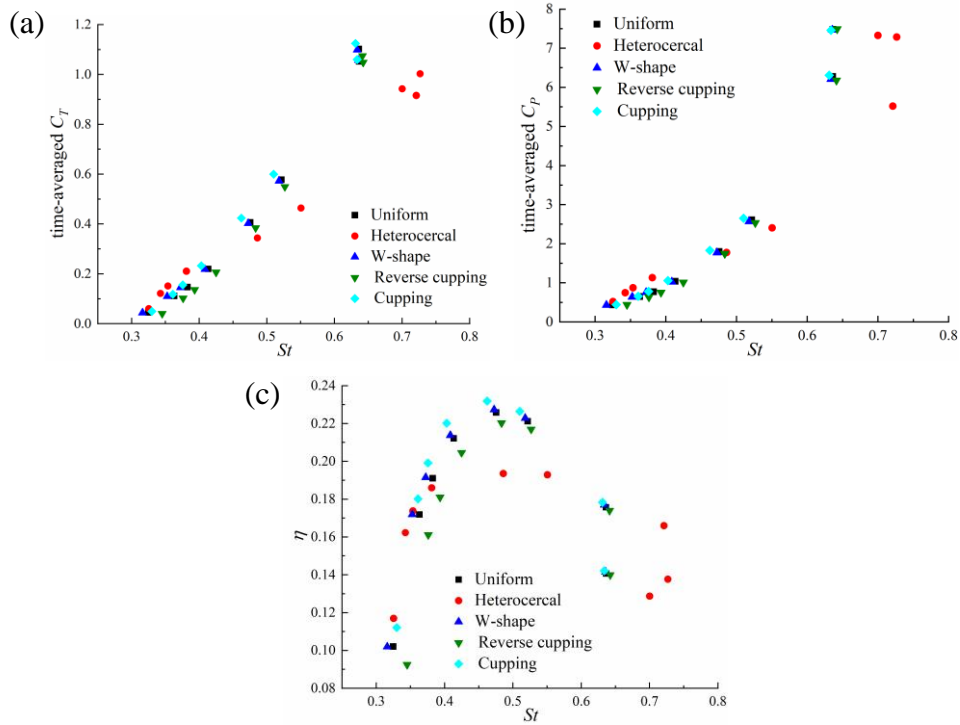 (a)
time-averaged C_T
1.2
1.0
0.8
0.6
0.4
0.2
0.0
Uniform
Heterocercal
W-shape
Reverse cupping
Cupping
0.3 0.4 0.5 0.6 0.7 0.8
St
(b)
time-averaged C_P
8
7
6
5
4
3
2
1
0
Uniform
Heterocercal
W-shape
Reverse cupping
Cupping
0.3 0.4 0.5 0.6 0.7 0.8
St
(c)
η
0.24
0.22
0.20
0.18
0.16
0.14
0.12
0.10
0.08
Uniform
Heterocercal
W-shape
Reverse cupping
Cupping
0.3 0.4 0.5 0.6 0.7 0.8
St